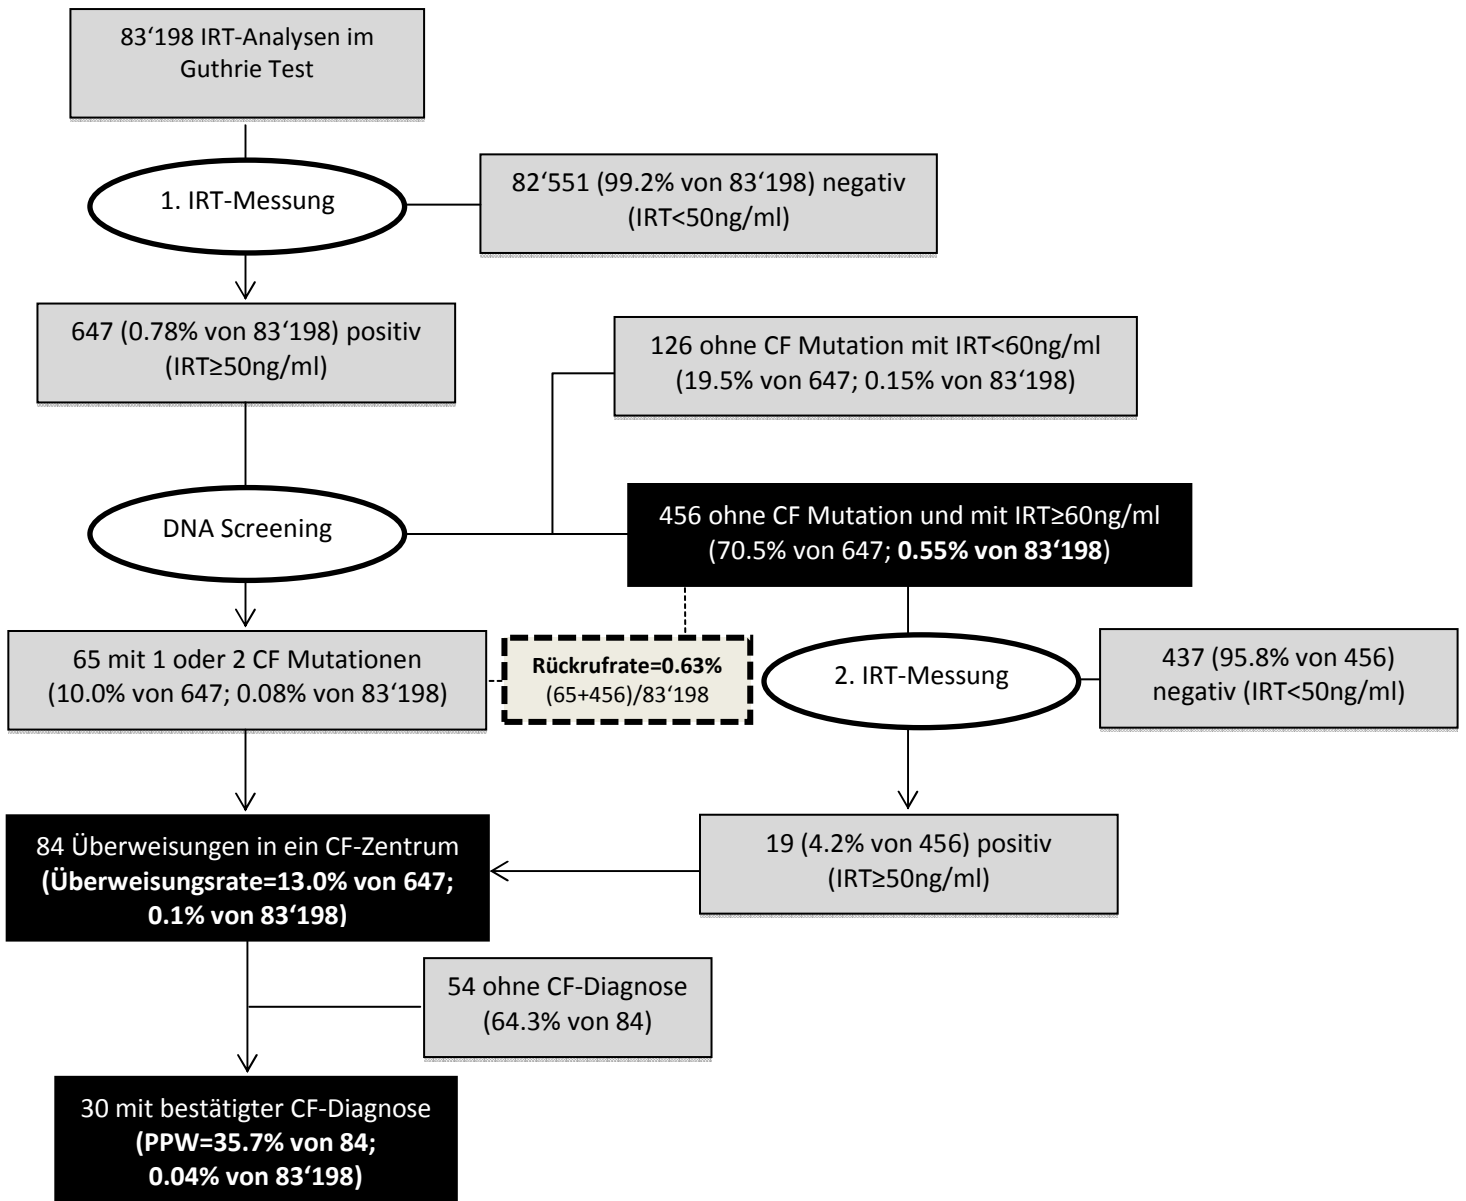 83‘198 IRT-Analysen im
Guthrie Test
1. IRT-Messung
82‘551 (99.2% von 83‘198) negativ
(IRT<50ng/ml)
647 (0.78% von 83‘198) positiv
(IRT≥50ng/ml)
126 ohne CF Mutation mit IRT<60ng/ml
(19.5% von 647; 0.15% von 83‘198)
DNA Screening
456 ohne CF Mutation und mit IRT≥60ng/ml
(70.5% von 647; 0.55% von 83‘198)
65 mit 1 oder 2 CF Mutationen
(10.0% von 647; 0.08% von 83‘198)
Rückrufrate=0.63%
(65+456)/83‘198
2. IRT-Messung
437 (95.8% von 456)
negativ (IRT<50ng/ml)
84 Überweisungen in ein CF-Zentrum
(Überweisungsrate=13.0% von 647;
0.1% von 83‘198)
19 (4.2% von 456) positiv
(IRT≥50ng/ml)
54 ohne CF-Diagnose
(64.3% von 84)
30 mit bestätigter CF-Diagnose
(PPW=35.7% von 84;
0.04% von 83‘198)